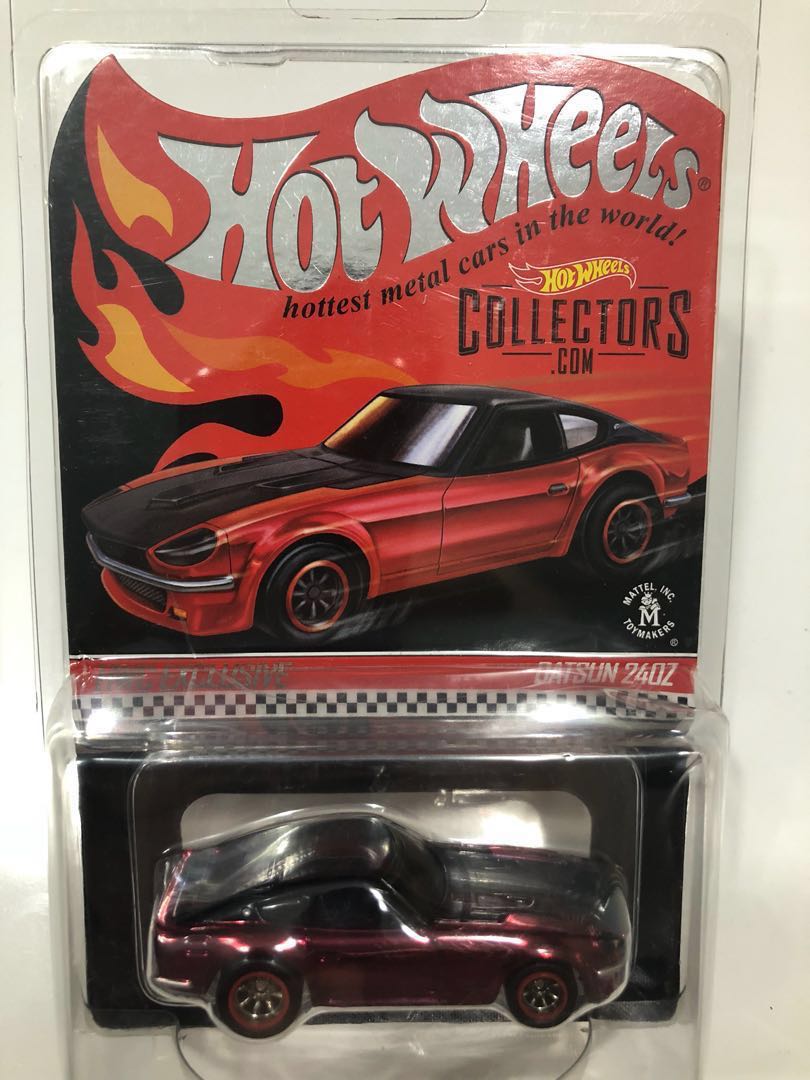 Hot Wheels®
hottest metal cars in the world!
Hot Wheels
COLLECTORS
.COM
MATTEL, INC.
M
TOYMAKERS
®
EXCLUSIVE
DATSUN 240Z